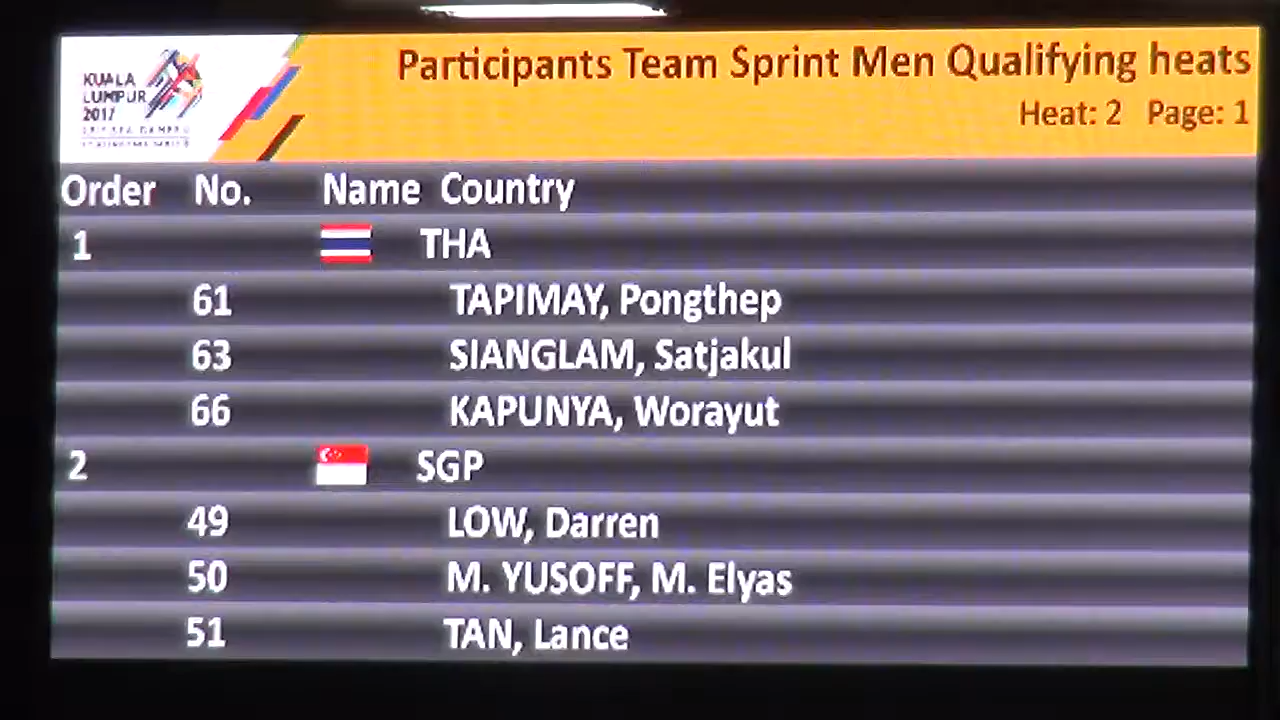 KUALA
LUMPUR
2017
Participants Team Sprint Men Qualifying heats
Heat: 2 Page: 1
Order No. Name Country
1 THA
61 TAPIMAY, Pongthep
63 SIANGLAM, Satjakul
66 KAPUNYA, Worayut
2 SGP
49 LOW, Darren
50 M. YUSOFF, M. Elyas
51 TAN, Lance